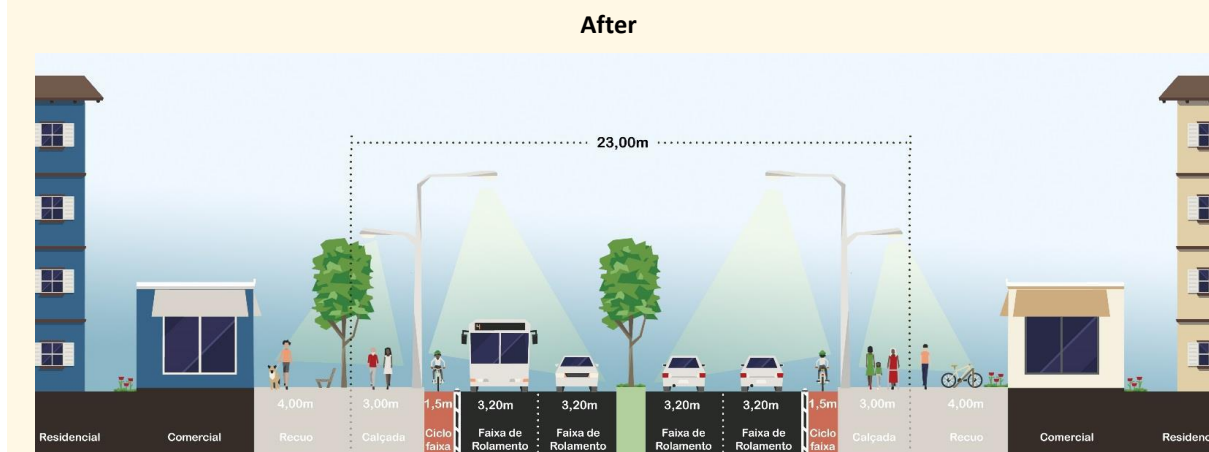 After
23,00m
4
4,00m 3,00m 1,5m 3,20m 3,20m 3,20m 3,20m 1,5m 3,00m 4,00m
Residencial Comercial Recuo Calçada Ciclo faixa Faixa de Rolamento Faixa de Rolamento Faixa de Rolamento Faixa de Rolamento Ciclo faixa Calçada Recuo Comercial Residenc